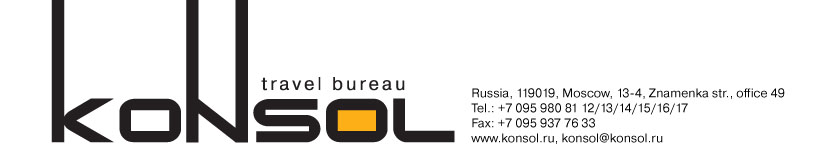 travel bureau
KONSOL
Russia, 119019, Moscow, 13-4, Znamenka str., office 49
Tel.: +7 095 980 81 12/13/14/15/16/17
Fax: +7 095 937 76 33
www.konsol.ru, konsol@konsol.ru